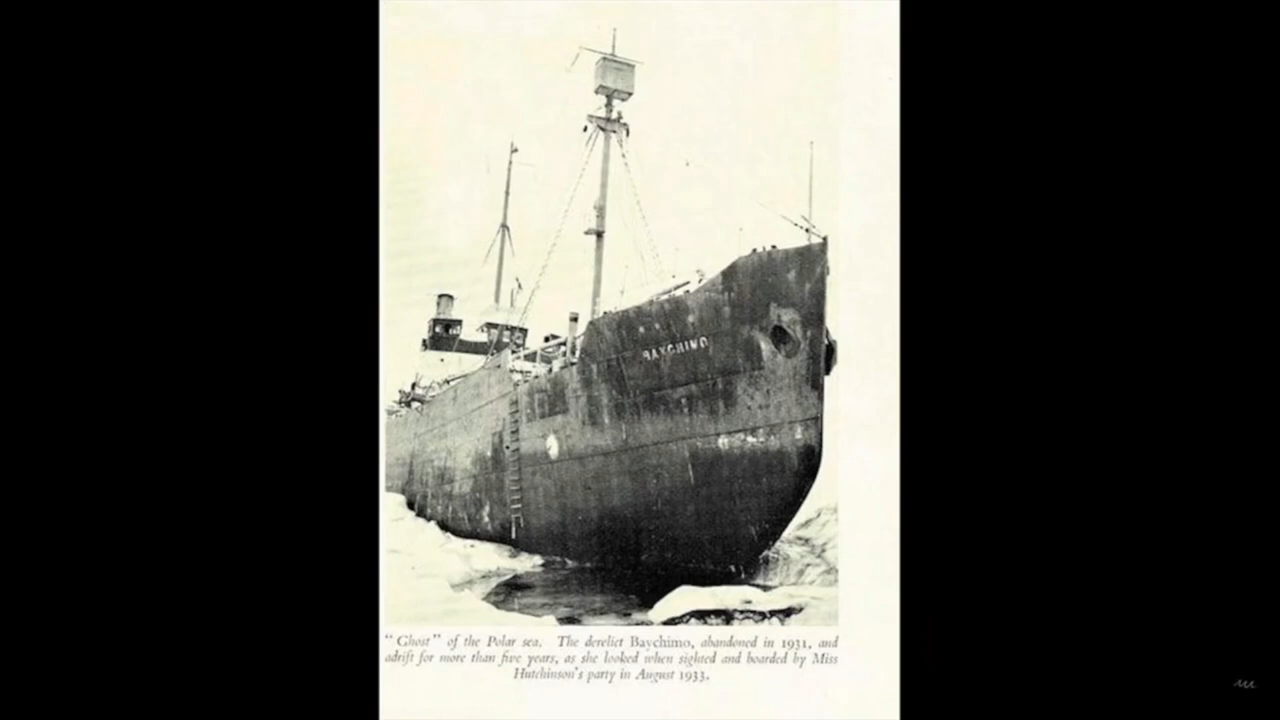 BAYCHIMO
"Ghost" of the Polar sea. The derelict Baychimo, abandoned in 1931, and
adrift for more than five years, as she looked when sighted and boarded by Miss
Hutchinson's party in August 1933.